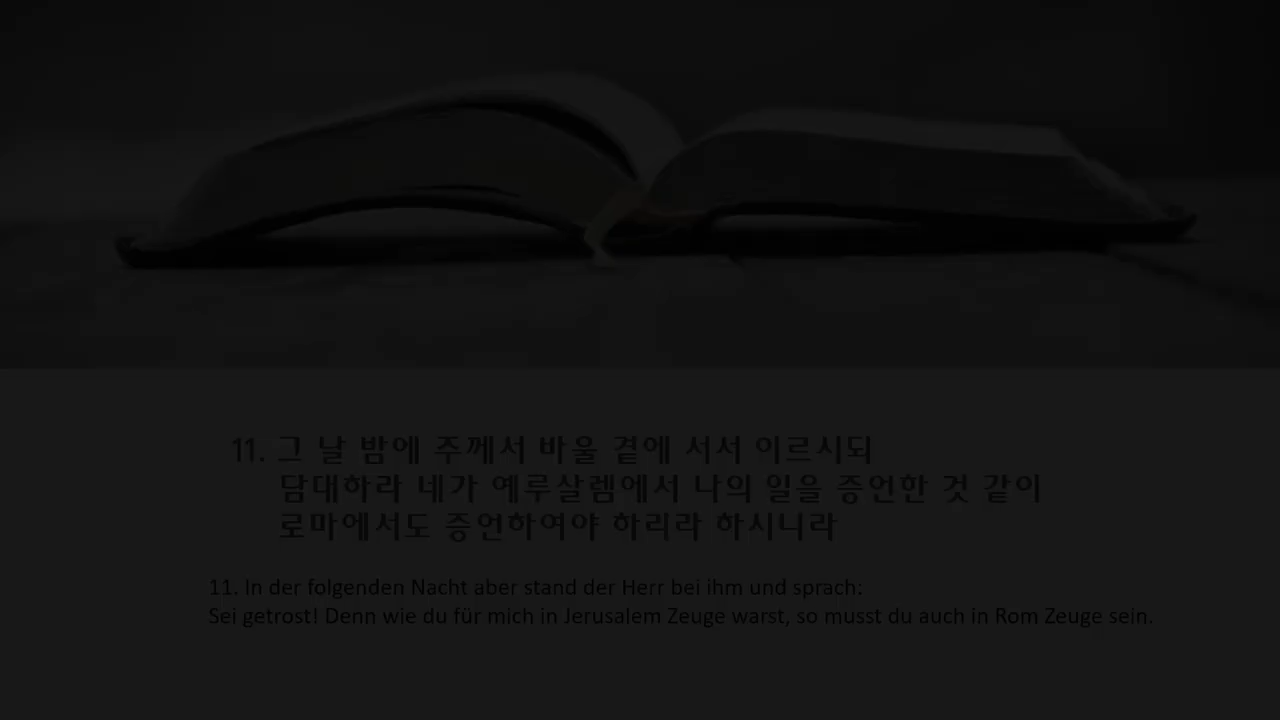 11. 그 날 밤에 주께서 바울 곁에 서서 이르시되
담대하라 네가 예루살렘에서 나의 일을 증언한 것 같이
로마에서도 증언하여야 하리라 하시니라
11. In der folgenden Nacht aber stand der Herr bei ihm und sprach:
Sei getrost! Denn wie du für mich in Jerusalem Zeuge warst, so musst du auch in Rom Zeuge sein.